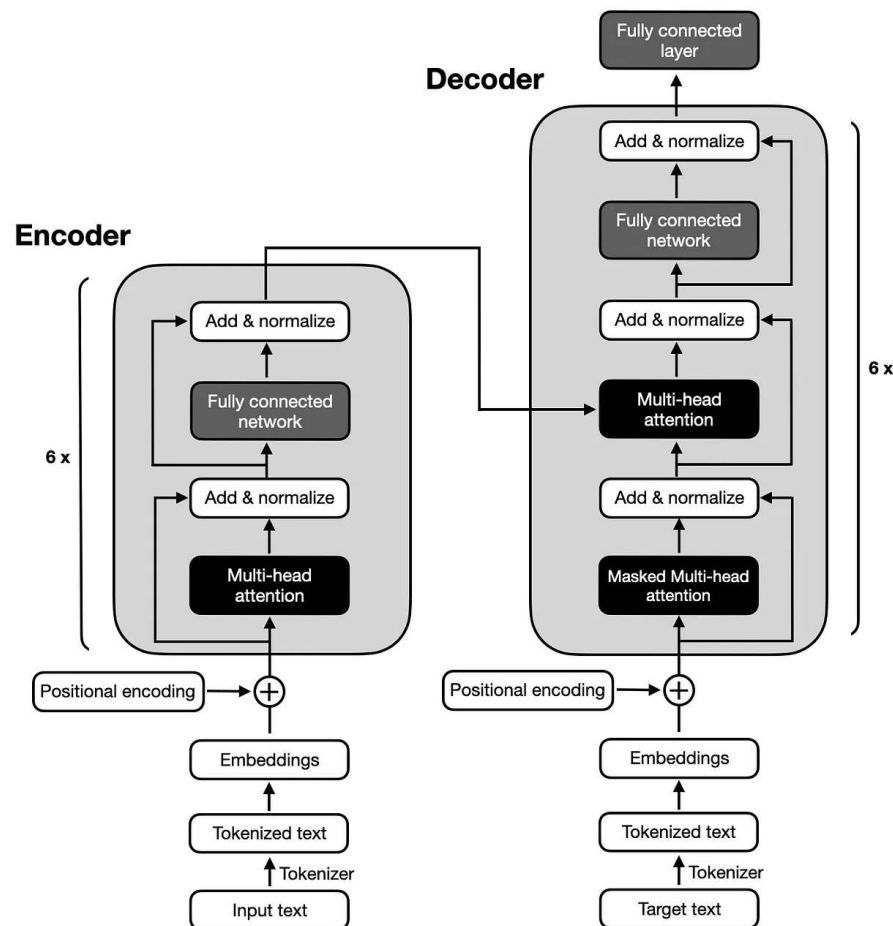 Encoder
6 x
Add & normalize
Fully connected
network
Add & normalize
Multi-head
attention
Positional encoding
+
Embeddings
Tokenized text
Tokenizer
Input text
Decoder
Fully connected
layer
Add & normalize
Fully connected
network
Add & normalize
6 x
Multi-head
attention
Add & normalize
Masked Multi-head
attention
Positional encoding
+
Embeddings
Tokenized text
Tokenizer
Target text